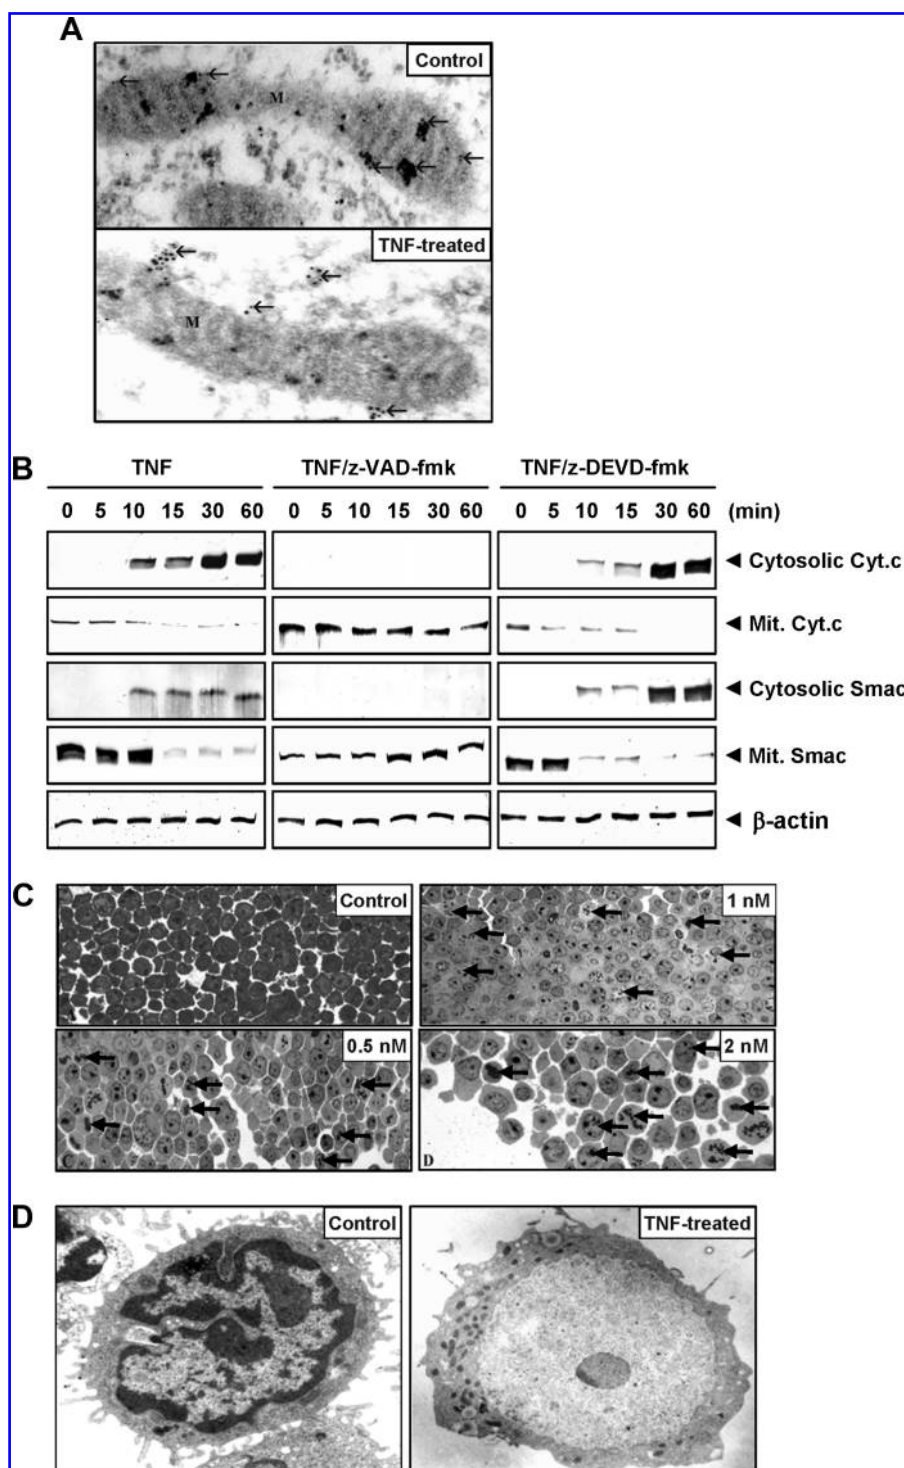 A
Control
M
TNF-treated
M
B
TNF TNF/z-VAD-fmk TNF/z-DEVD-fmk
0 5 10 15 30 60 0 5 10 15 30 60 0 5 10 15 30 60 (min)
◄ Cytosolic Cyt.c
◄ Mit. Cyt.c
◄ Cytosolic Smac
◄ Mit. Smac
◄ β-actin
C
Control 1 nM
0.5 nM 2 nM
C D
D
Control TNF-treated